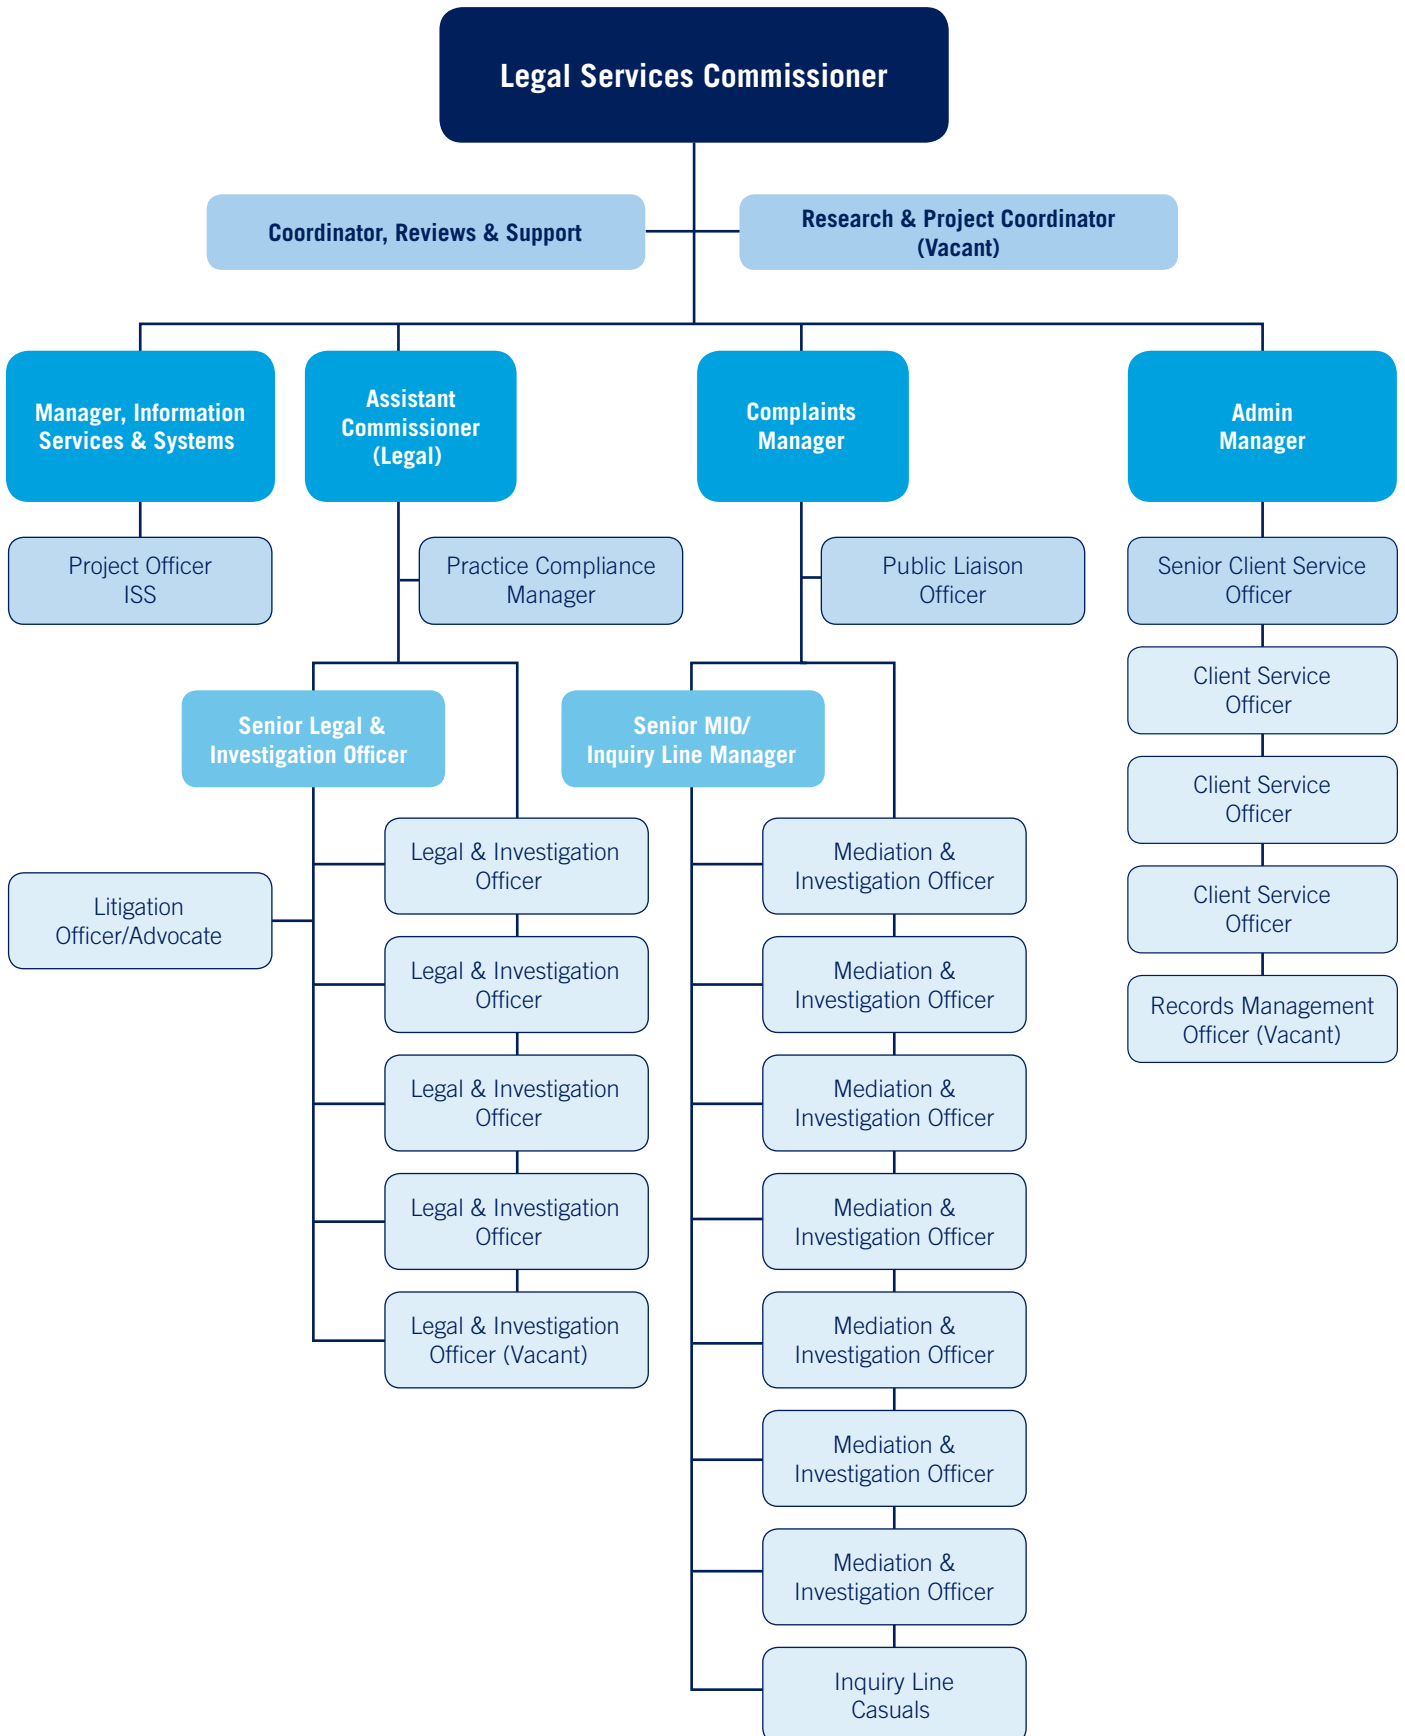 Legal Services Commissioner
Coordinator, Reviews & Support
Research & Project Coordinator
(Vacant)
Manager, Information
Services & Systems
Assistant
Commissioner
(Legal)
Complaints
Manager
Admin
Manager
Project Officer
ISS
Practice Compliance
Manager
Public Liaison
Officer
Senior Client Service
Officer
Client Service
Officer
Client Service
Officer
Client Service
Officer
Records Management
Officer (Vacant)
Senior Legal &
Investigation Officer
Senior MIO/
Inquiry Line Manager
Litigation
Officer/Advocate
Legal & Investigation
Officer
Legal & Investigation
Officer
Legal & Investigation
Officer
Legal & Investigation
Officer
Legal & Investigation
Officer (Vacant)
Mediation &
Investigation Officer
Mediation &
Investigation Officer
Mediation &
Investigation Officer
Mediation &
Investigation Officer
Mediation &
Investigation Officer
Mediation &
Investigation Officer
Mediation &
Investigation Officer
Inquiry Line
Casuals